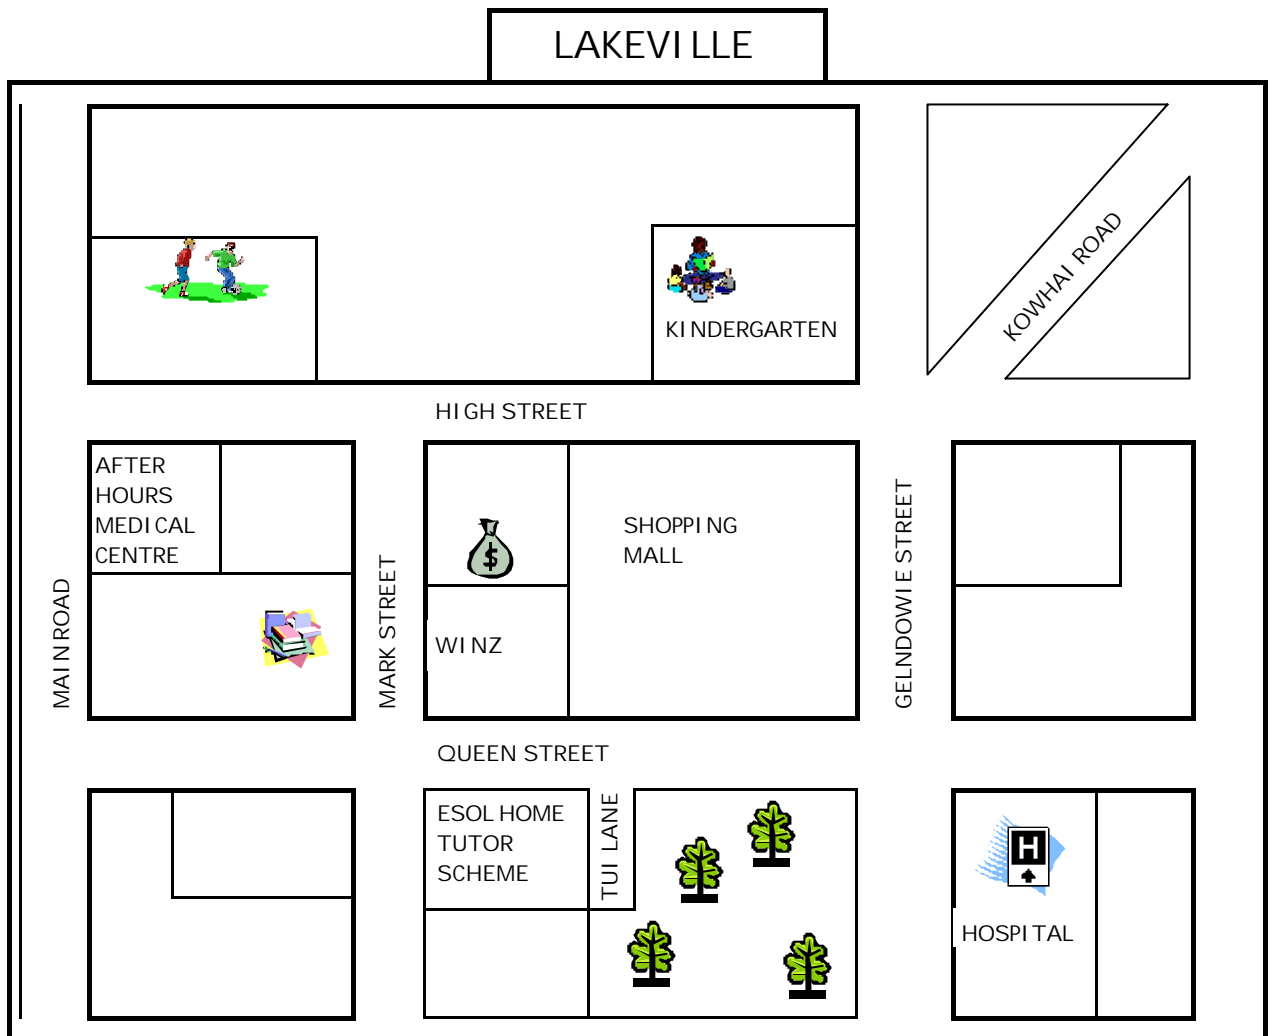 LAKEVILLE
KOWHAI ROAD
KINDERGARTEN
HIGH STREET
AFTER
HOURS
MEDICAL
CENTRE
SHOPPING
MALL
$
MAIN ROAD
MARK STREET
GELNDOWIE STREET
WINZ
QUEEN STREET
ESOL HOME
TUTOR
SCHEME
TUI LANE
H
HOSPITAL